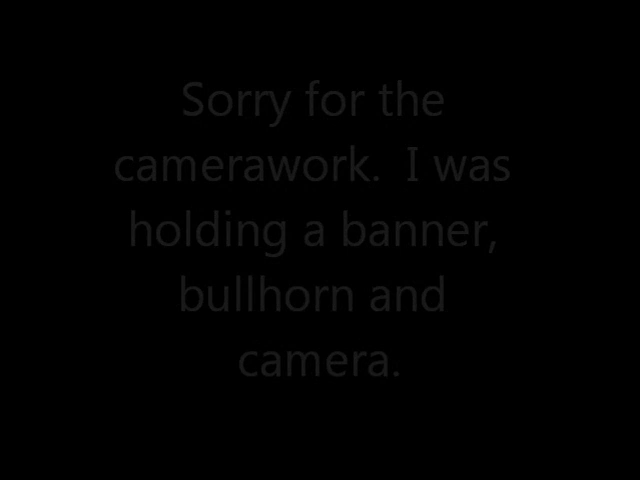 Sorry for the
camerawork.  I was
holding a banner,
bullhorn and
camera.